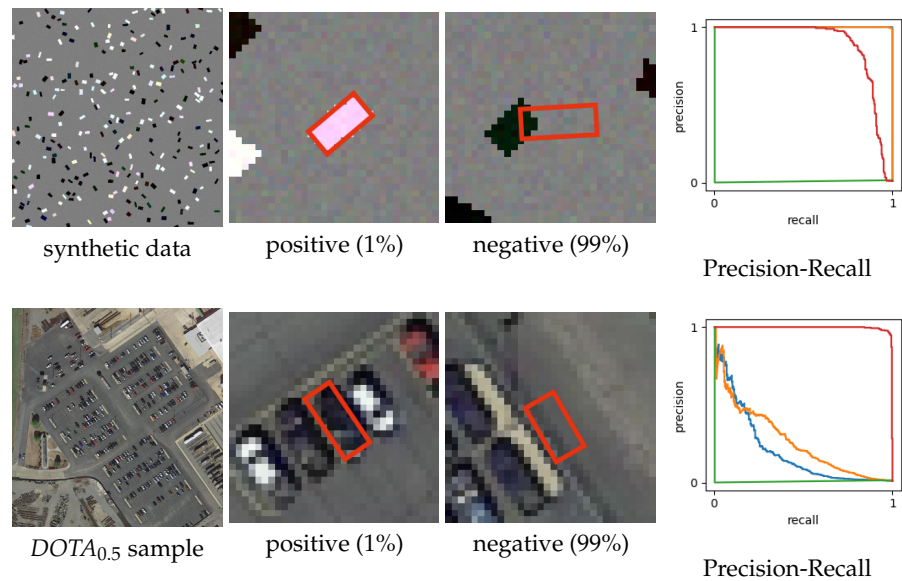 1
precision
0
0
1
recall
synthetic data
positive (1%)
negative (99%)
Precision-Recall
1
precision
0
0
1
recall
DOTA0.5 sample
positive (1%)
negative (99%)
Precision-Recall